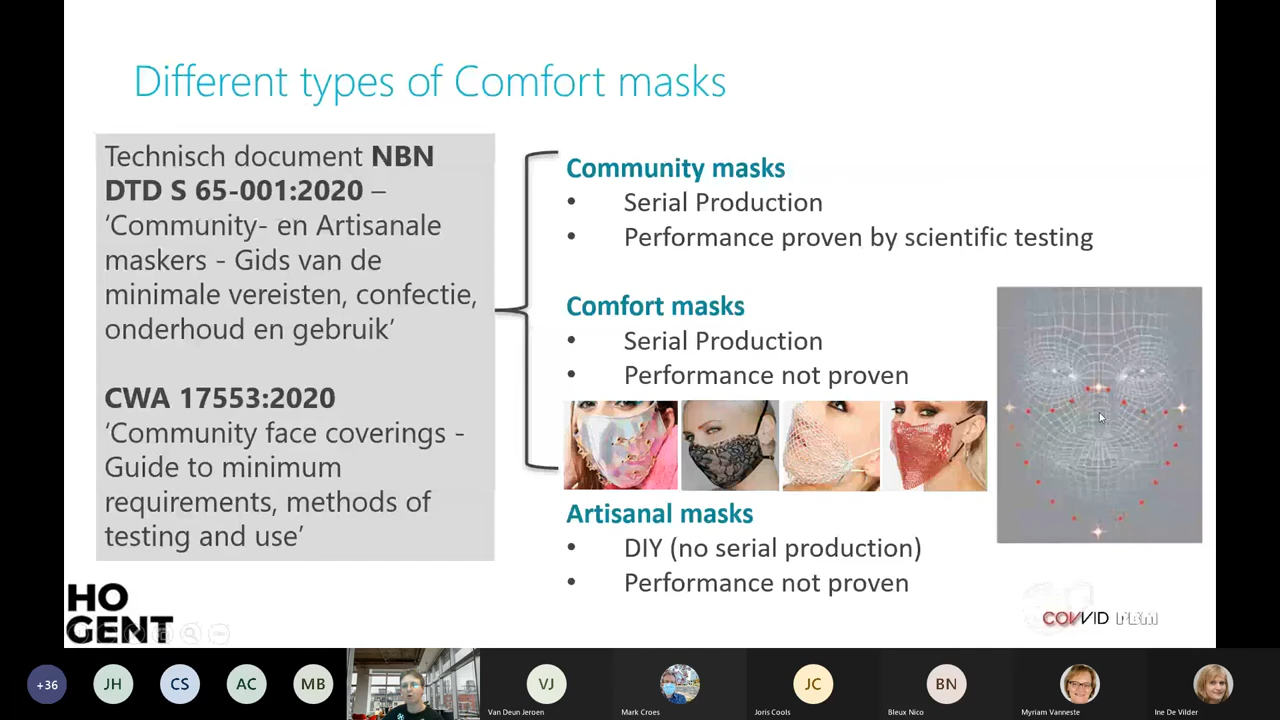 Different types of Comfort masks
Technisch document NBN
DTD S 65-001:2020 –
‘Community- en Artisanale
maskers - Gids van de
minimale vereisten, confectie,
onderhoud en gebruik’
CWA 17553:2020
‘Community face coverings -
Guide to minimum
requirements, methods of
testing and use’
Community masks
• Serial Production
• Performance proven by scientific testing
Comfort masks
• Serial Production
• Performance not proven
Artisanal masks
• DIY (no serial production)
• Performance not proven
HO
GENT
COVVID PBM
+36
JH
CS
AC
MB
VJ
JC
BN
Van Deun Jeroen
Mark Croes
Joris Cools
Bleux Nico
Myriam Vanneste
Ine De Vilder